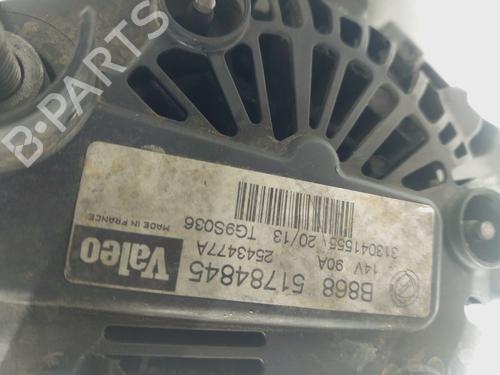 B-PARTS
B868 51784845
14V 90A 2543477A
313041555 20/13 TG9S036
Valeo
MADE IN FRANCE